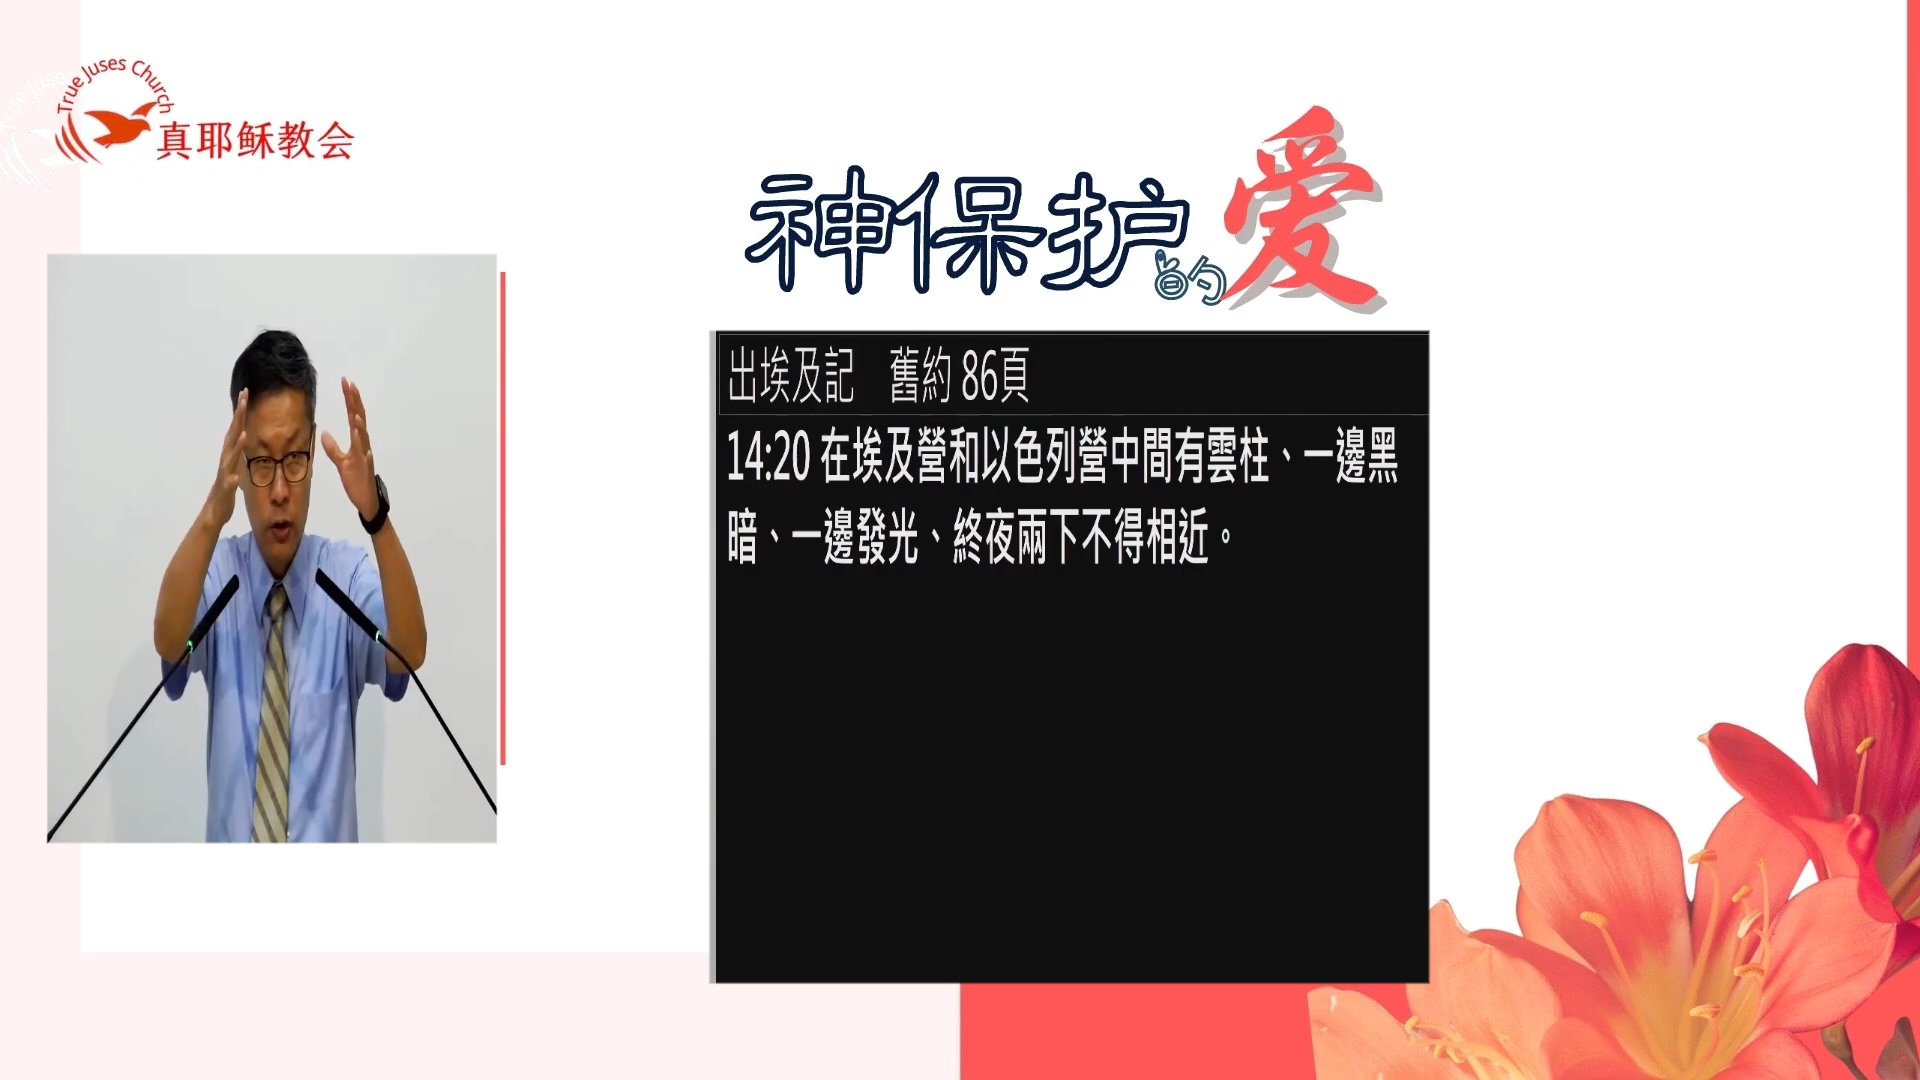 True Juses Church
真耶稣教会
神保护的爱
出埃及記 舊約 86頁
14:20 在埃及營和以色列營中間有雲柱、一邊黑
暗、一邊發光、終夜兩下不得相近。